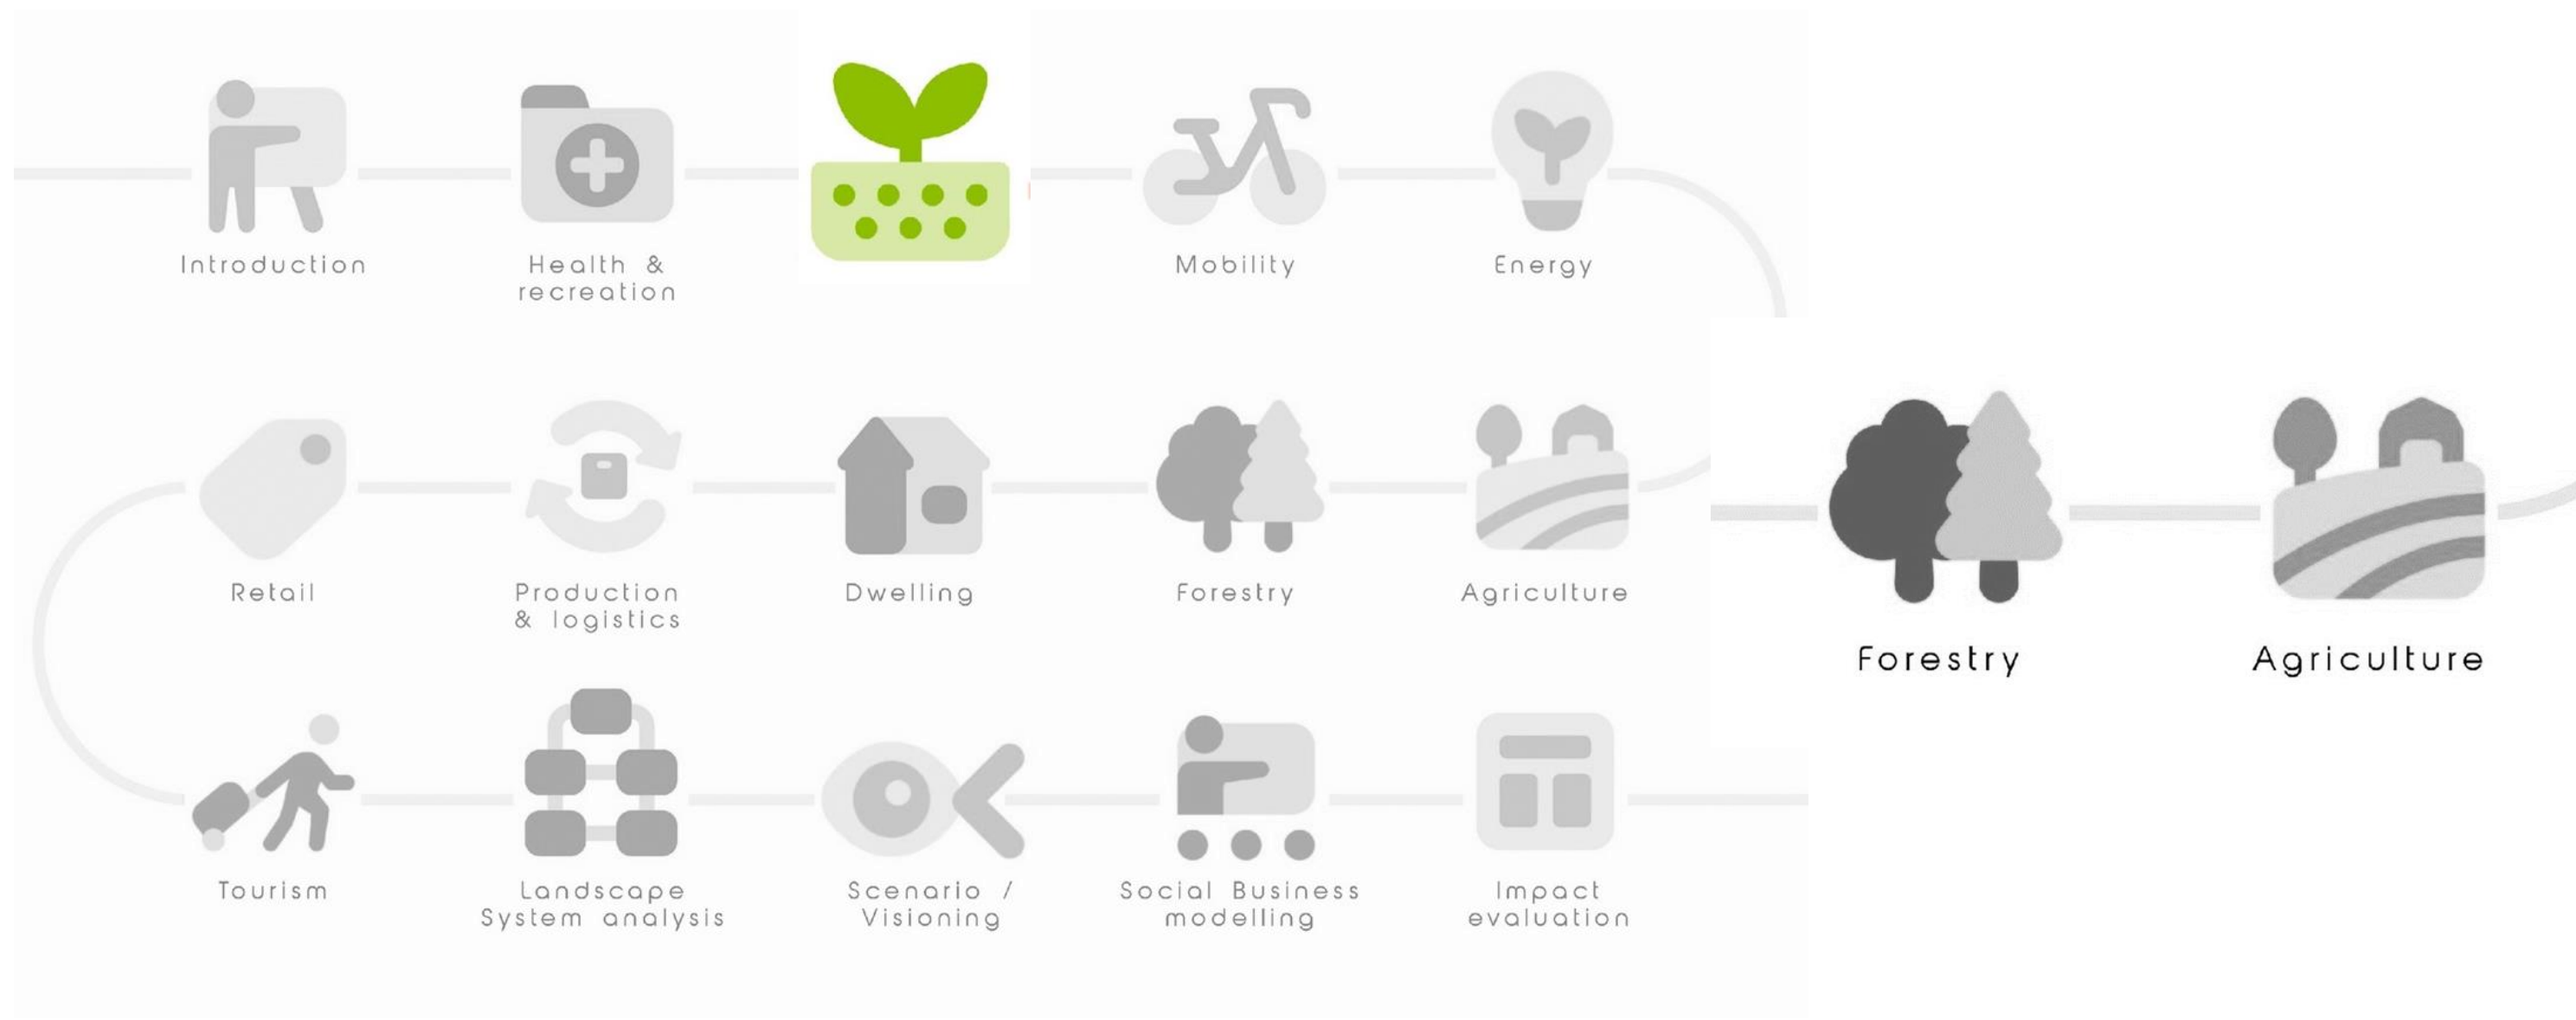 Introduction
Health &
recreation
Mobility
Energy
Retail
Production
& logistics
Dwelling
Forestry
Agriculture
Forestry
Agriculture
Tourism
Landscape
System analysis
Scenario /
Visioning
Social Business
modelling
Impact
evaluation